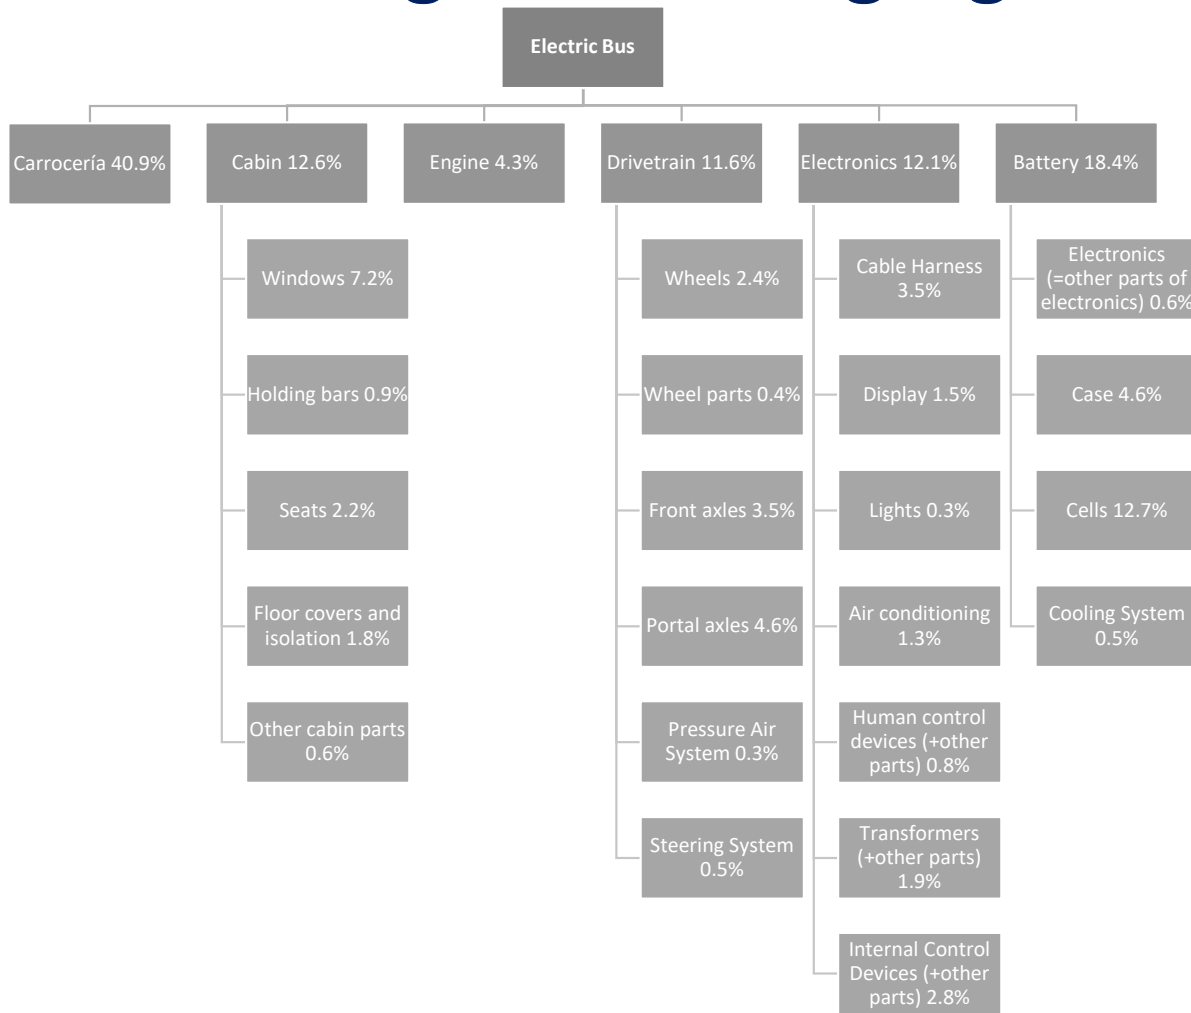 Electric Bus
Carrocería 40.9%
Cabin 12.6%
Engine 4.3%
Drivetrain 11.6%
Electronics 12.1%
Battery 18.4%
Windows 7.2%
Holding bars 0.9%
Seats 2.2%
Floor covers and
isolation 1.8%
Other cabin parts
0.6%
Wheels 2.4%
Wheel parts 0.4%
Front axles 3.5%
Portal axles 4.6%
Pressure Air
System 0.3%
Steering System
0.5%
Cable Harness
3.5%
Display 1.5%
Lights 0.3%
Air conditioning
1.3%
Human control
devices (+other
parts) 0.8%
Transformers
(+other parts)
1.9%
Internal Control
Devices (+other
parts) 2.8%
Electronics
(=other parts of
electronics) 0.6%
Case 4.6%
Cells 12.7%
Cooling System
0.5%